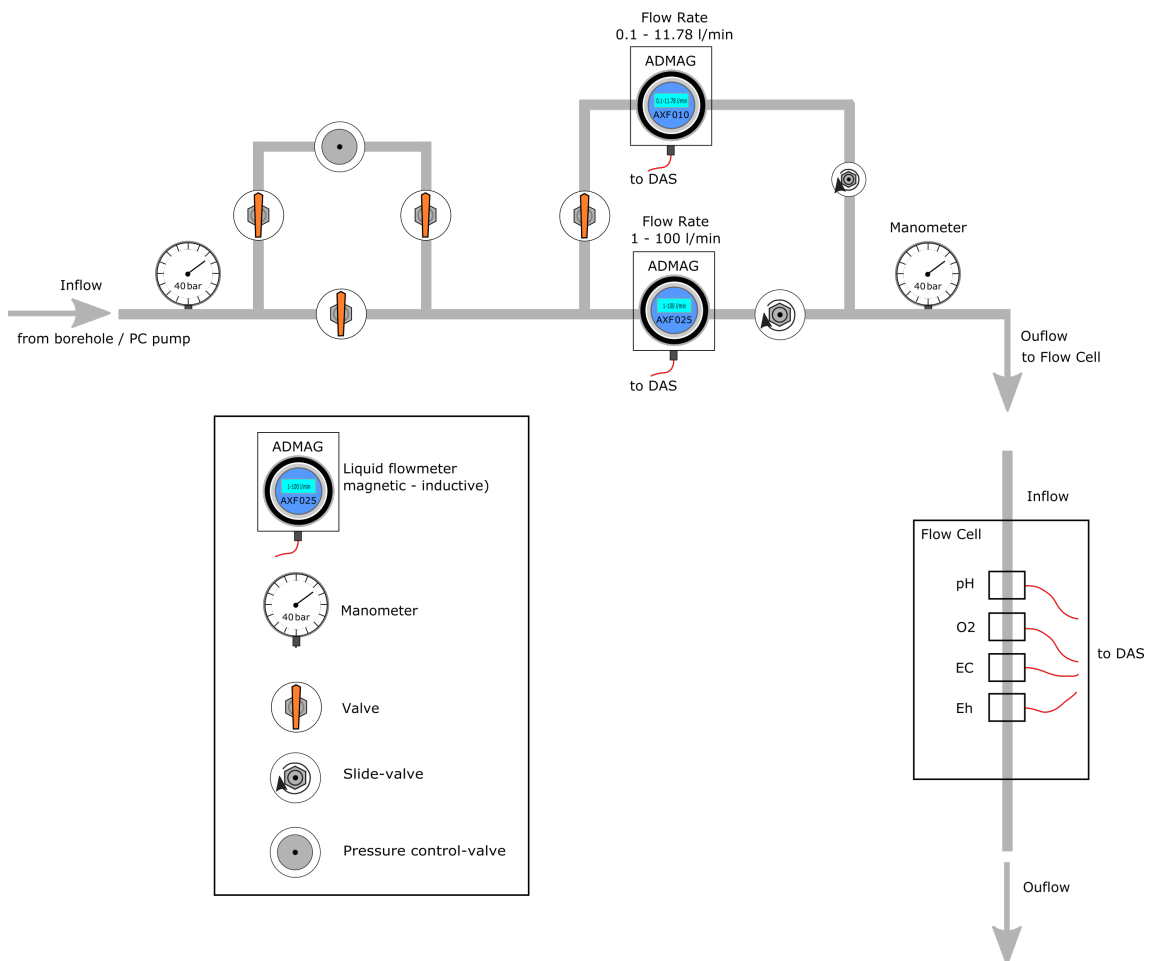 Flow Rate
0.1 - 11.78 l/min
ADMAG
0.1-11.78 l/min
AXF010
to DAS
Flow Rate
1 - 100 l/min
ADMAG
1-100 l/min
AXF025
to DAS
Manometer
40 bar
Inflow
40 bar
from borehole / PC pump
Ouflow
to Flow Cell
ADMAG
1-100 l/min
AXF025
Liquid flowmeter
magnetic - inductive)
40 bar
Manometer
Valve
Slide-valve
Pressure control-valve
Inflow
Flow Cell
pH
O2
EC
Eh
to DAS
Ouflow